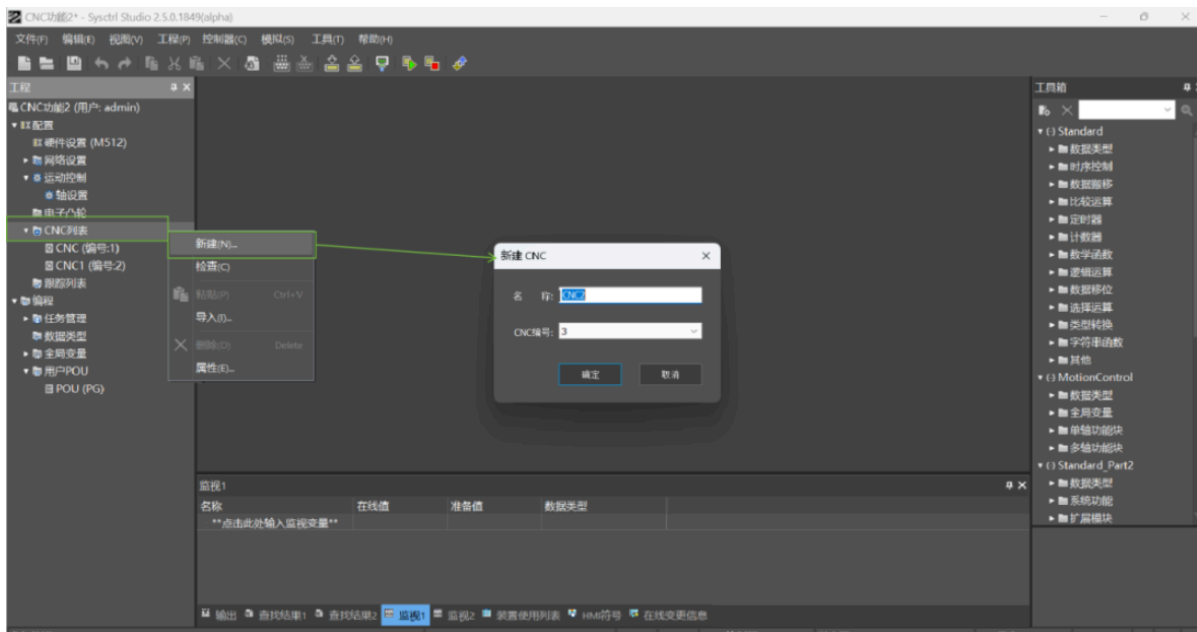 CNC功能2* - Sysctrl Studio 2.5.0.1849(alpha)
文件(F) 编辑(E) 视图(V) 工程(P) 控制器(C) 模拟(S) 工具(T) 帮助(H)
工程
CNC功能2 (用户: admin)
配置
硬件设置 (M512)
网络设置
运动控制
轴设置
电子凸轮
CNC列表
CNC (编号:1)
CNC1 (编号:2)
跟踪列表
编程
任务管理
数据类型
全局变量
用户POU
POU (PG)
新建(N)...
检查(C)
粘贴(P) Ctrl+V
导入(I)...
删除(D) Delete
属性(E)...
新建 CNC
名 称: CNC2
CNC编号: 3
确定 取消
工具箱
Standard
数据类型
时序控制
数据搬移
比较运算
定时器
计数器
数学函数
逻辑运算
数据移位
选择运算
类型转换
字符串函数
其他
MotionControl
数据类型
全局变量
单轴功能块
多轴功能块
Standard_Part2
数据类型
系统功能
扩展模块
监视1
名称 在线值 准备值 数据类型
**点击此处输入监视变量**
输出 查找结果1 查找结果2 监视1 监视2 装置使用列表 HMI符号 在线变更信息